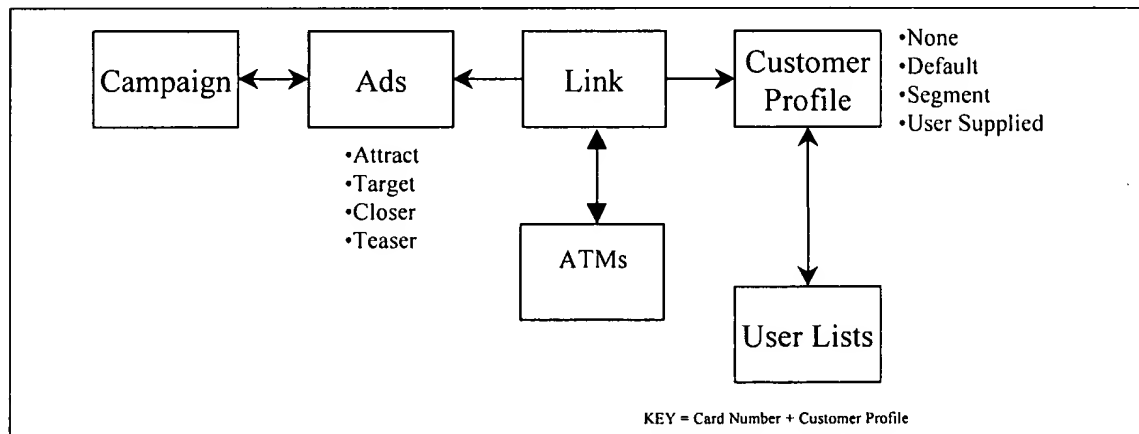 Campaign
Ads
Link
Customer
Profile
•None
•Default
•Segment
•User Supplied
•Attract
•Target
•Closer
•Teaser
ATMs
User Lists
KEY = Card Number + Customer Profile